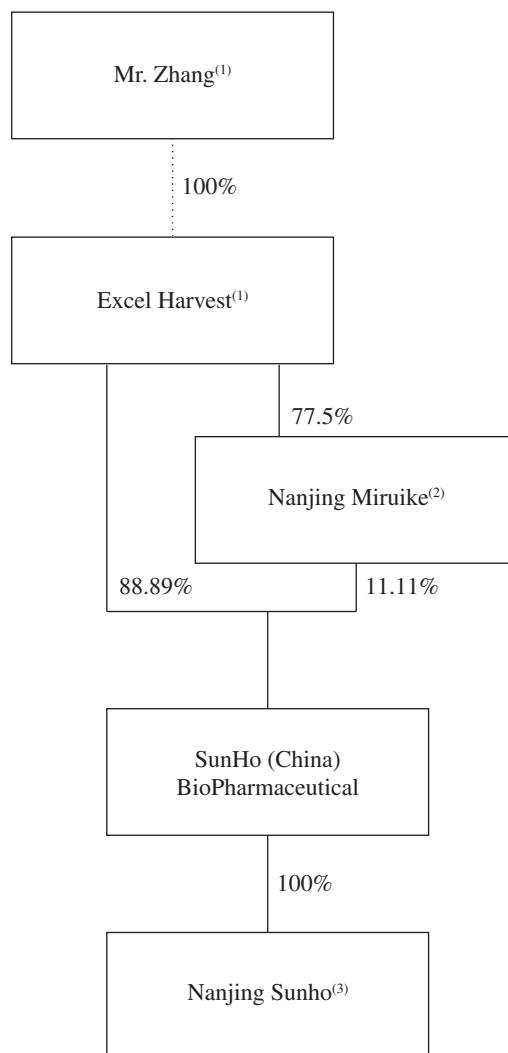 Mr. Zhang(1)
100%
Excel Harvest(1)
77.5%
Nanjing Miruike(2)
88.89%
11.11%
SunHo (China)
BioPharmaceutical
100%
Nanjing Sunho(3)